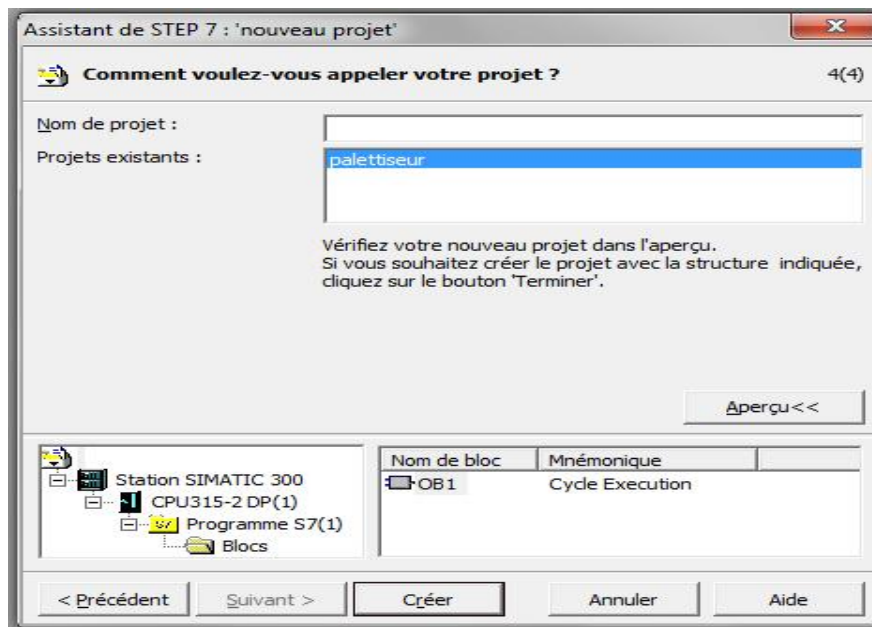 Assistant de STEP 7 : 'nouveau projet'
Comment voulez-vous appeler votre projet ?
4(4)
Nom de projet :
Projets existants :
palettiseur
Vérifiez votre nouveau projet dans l'aperçu.
Si vous souhaitez créer le projet avec la structure indiquée,
cliquez sur le bouton 'Terminer'.
Aperçu<<
Station SIMATIC 300
CPU315-2 DP(1)
Programme S7(1)
Blocs
Nom de bloc Mnémonique
OB1 Cycle Execution
< Précédent Suivant > Créer Annuler Aide